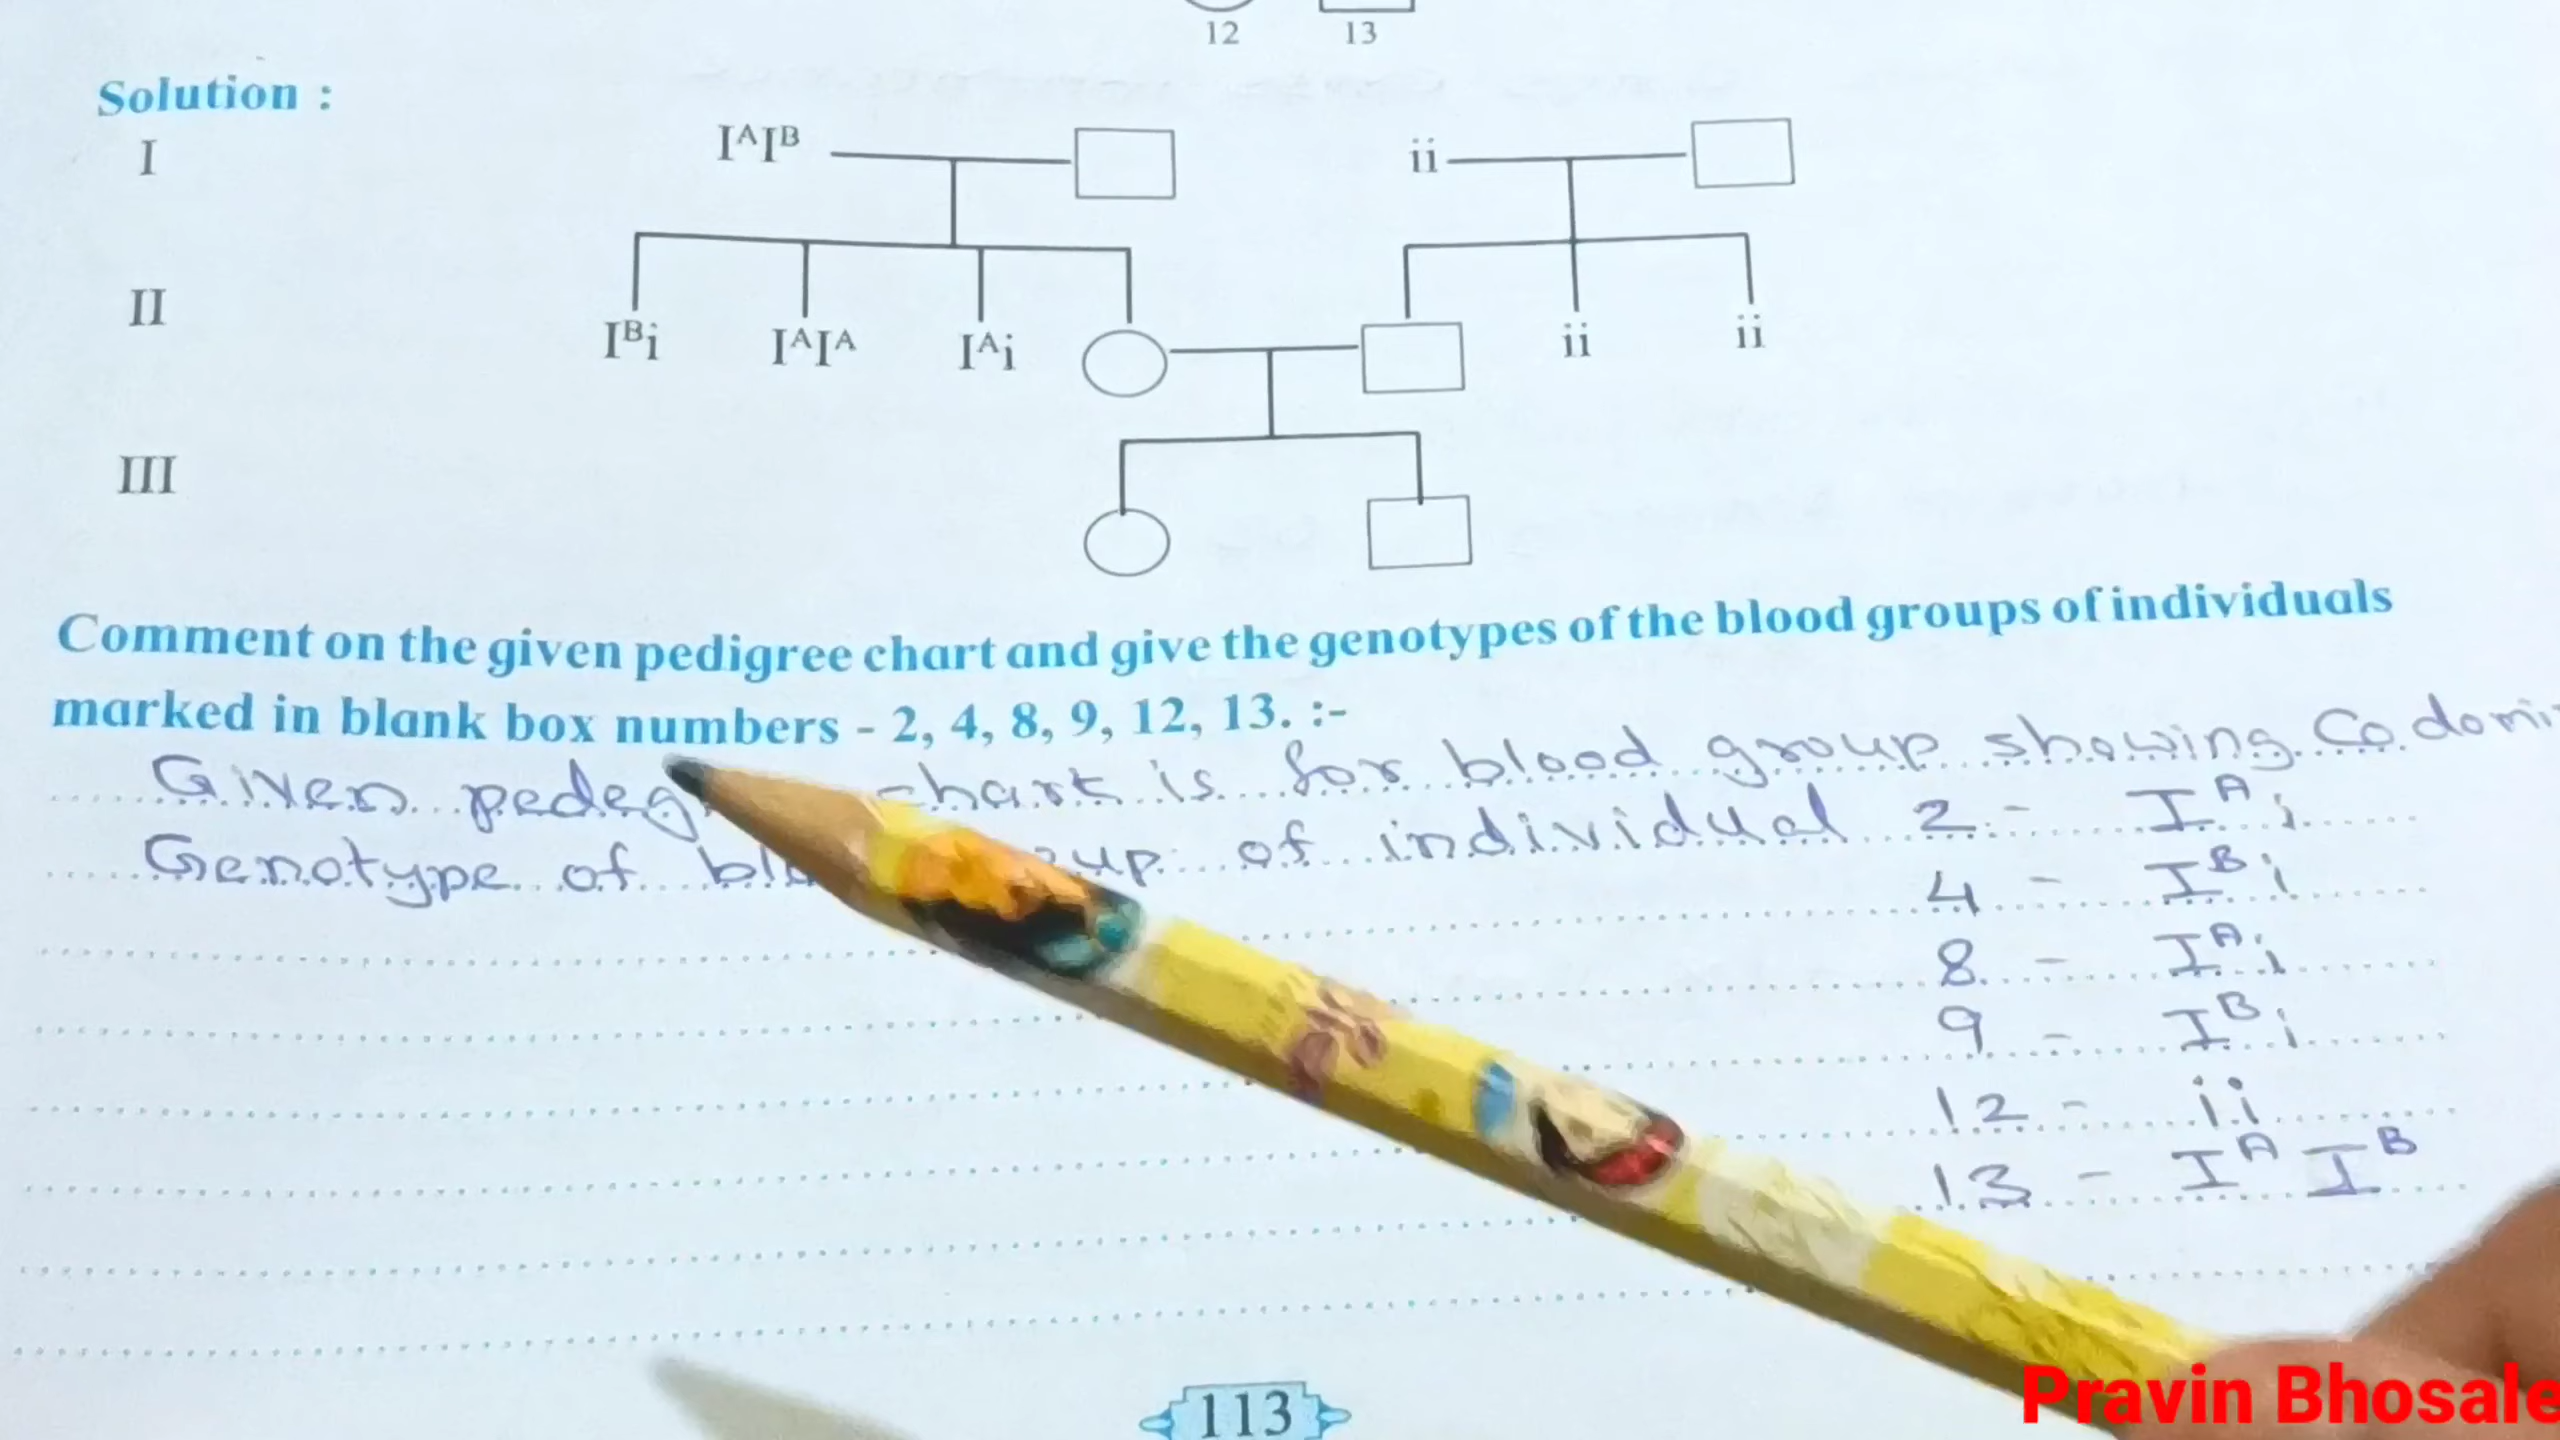 12 13
Solution :
I IᴬIᴮ ii
II Iᴮi IᴬIᴬ Iᴬi ii ii
III
Comment on the given pedigree chart and give the genotypes of the blood groups of individuals
marked in blank box numbers - 2, 4, 8, 9, 12, 13. :-
Given chart is for blood group showing Co
Genotype of of individual 2 - Iᴬi
4 - Iᴮi
8 - Iᴬi
9 - Iᴮi
12 - ii
13 - IᴬIᴮ
113
Pravin Bhosale